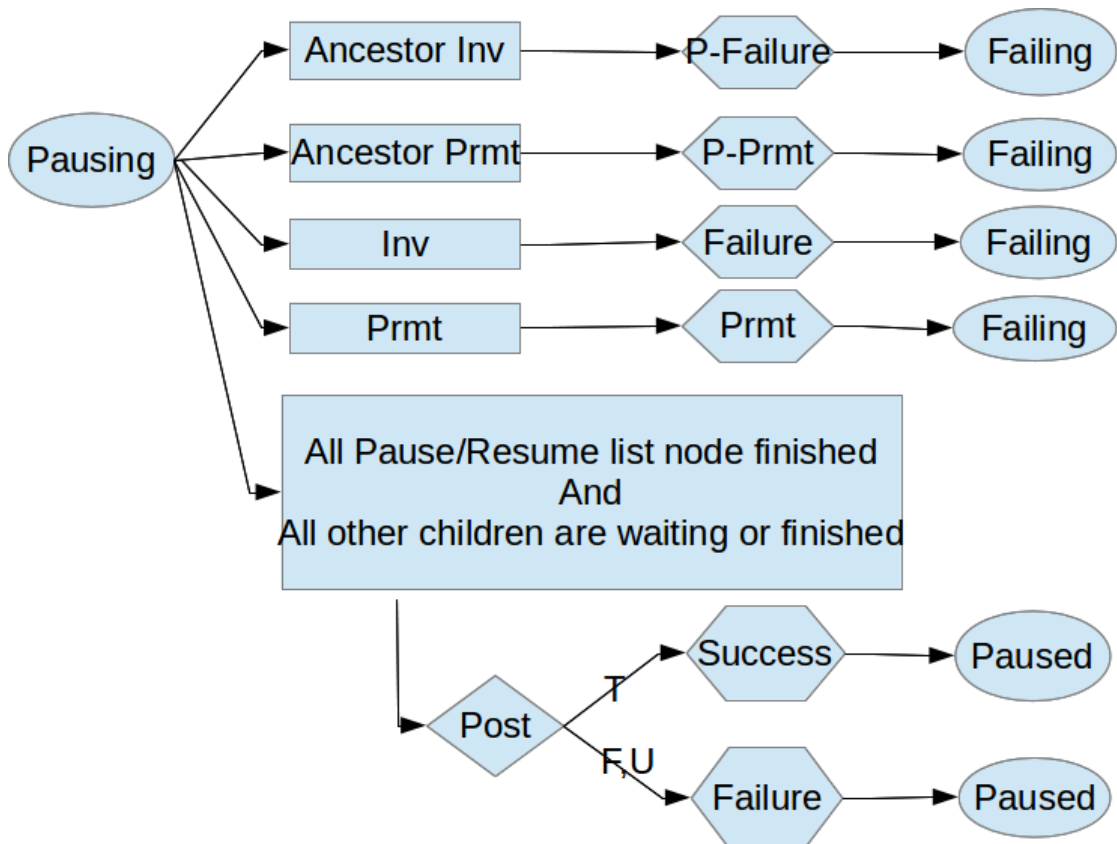 Ancestor Inv
P-Failure
Failing
Pausing
Ancestor Prmt
P-Prmt
Failing
Inv
Failure
Failing
Prmt
Prmt
Failing
All Pause/Resume list node finished
And
All other children are waiting or finished
T
Success
Paused
Post
F,U
Failure
Paused